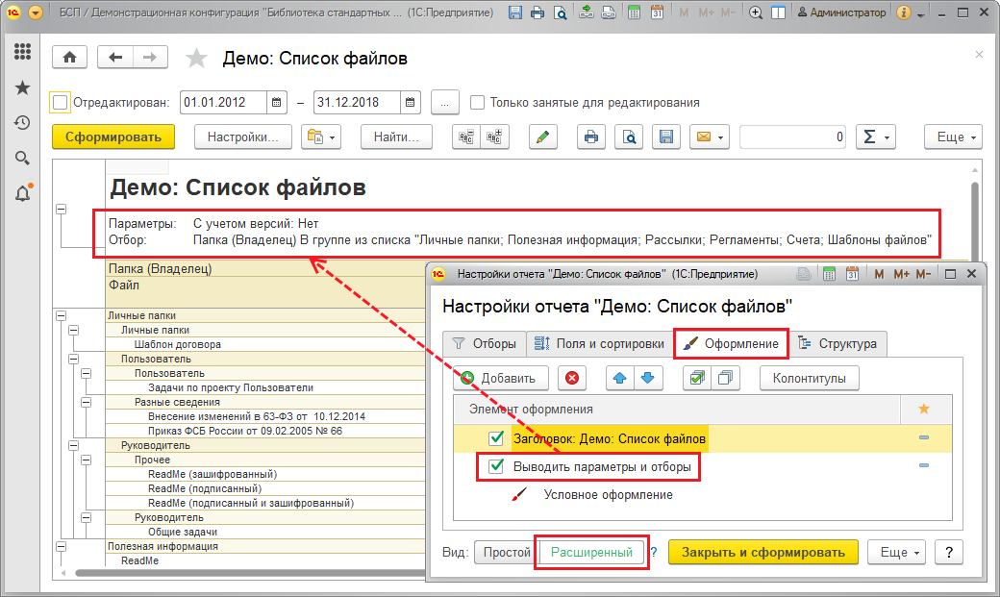 БСП / Демонстрационная конфигурация "Библиотека стандартных ... (1С:Предприятие)
31 M M+ M- Администратор
Демо: Список файлов
Отредактирован: 01.01.2012 – 31.12.2018 ... Только занятые для редактирования
Сформировать Настройки... Найти... 0 Σ Еще
Демо: Список файлов
Параметры: С учетом версий: Нет
Отбор: Папка (Владелец) В группе из списка "Личные папки; Полезная информация; Рассылки; Регламенты; Счета; Шаблоны файлов"
Папка (Владелец)
Файл
Личные папки
Личные папки
Шаблон договора
Пользователь
Пользователь
Задачи по проекту Пользователи
Разные сведения
Внесение изменений в 63-ФЗ от 10.12.2014
Приказ ФСБ России от 09.02.2005 № 66
Руководитель
Прочее
ReadMe (зашифрованный)
ReadMe (подписанный)
ReadMe (подписанный и зашифрованный)
Руководитель
Общие задачи
Полезная информация
ReadMe
Настройки отчета "Демо: Список файлов" (1С:Предприятие) 31 M M+ M-
Настройки отчета "Демо: Список файлов"
Отборы Поля и сортировки Оформление Структура
Добавить Колонтитулы
Элемент оформления
Заголовок: Демо: Список файлов
Выводить параметры и отборы
Условное оформление
Вид: Простой Расширенный ? Закрыть и сформировать Еще ?